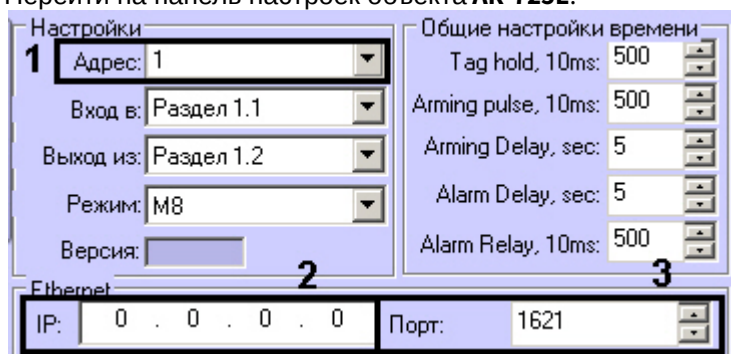 Перейти на панель настроек объекта AR-725E.
Настройки
1 Адрес: 1
Вход в: Раздел 1.1
Выход из: Раздел 1.2
Режим: M8
Версия:
Общие настройки времени
Tag hold, 10ms: 500
Arming pulse, 10ms: 500
Arming Delay, sec: 5
Alarm Delay, sec: 5
Alarm Relay, 10ms: 500
2 3
Ethernet
IP: 0 . 0 . 0 . 0 Порт: 1621